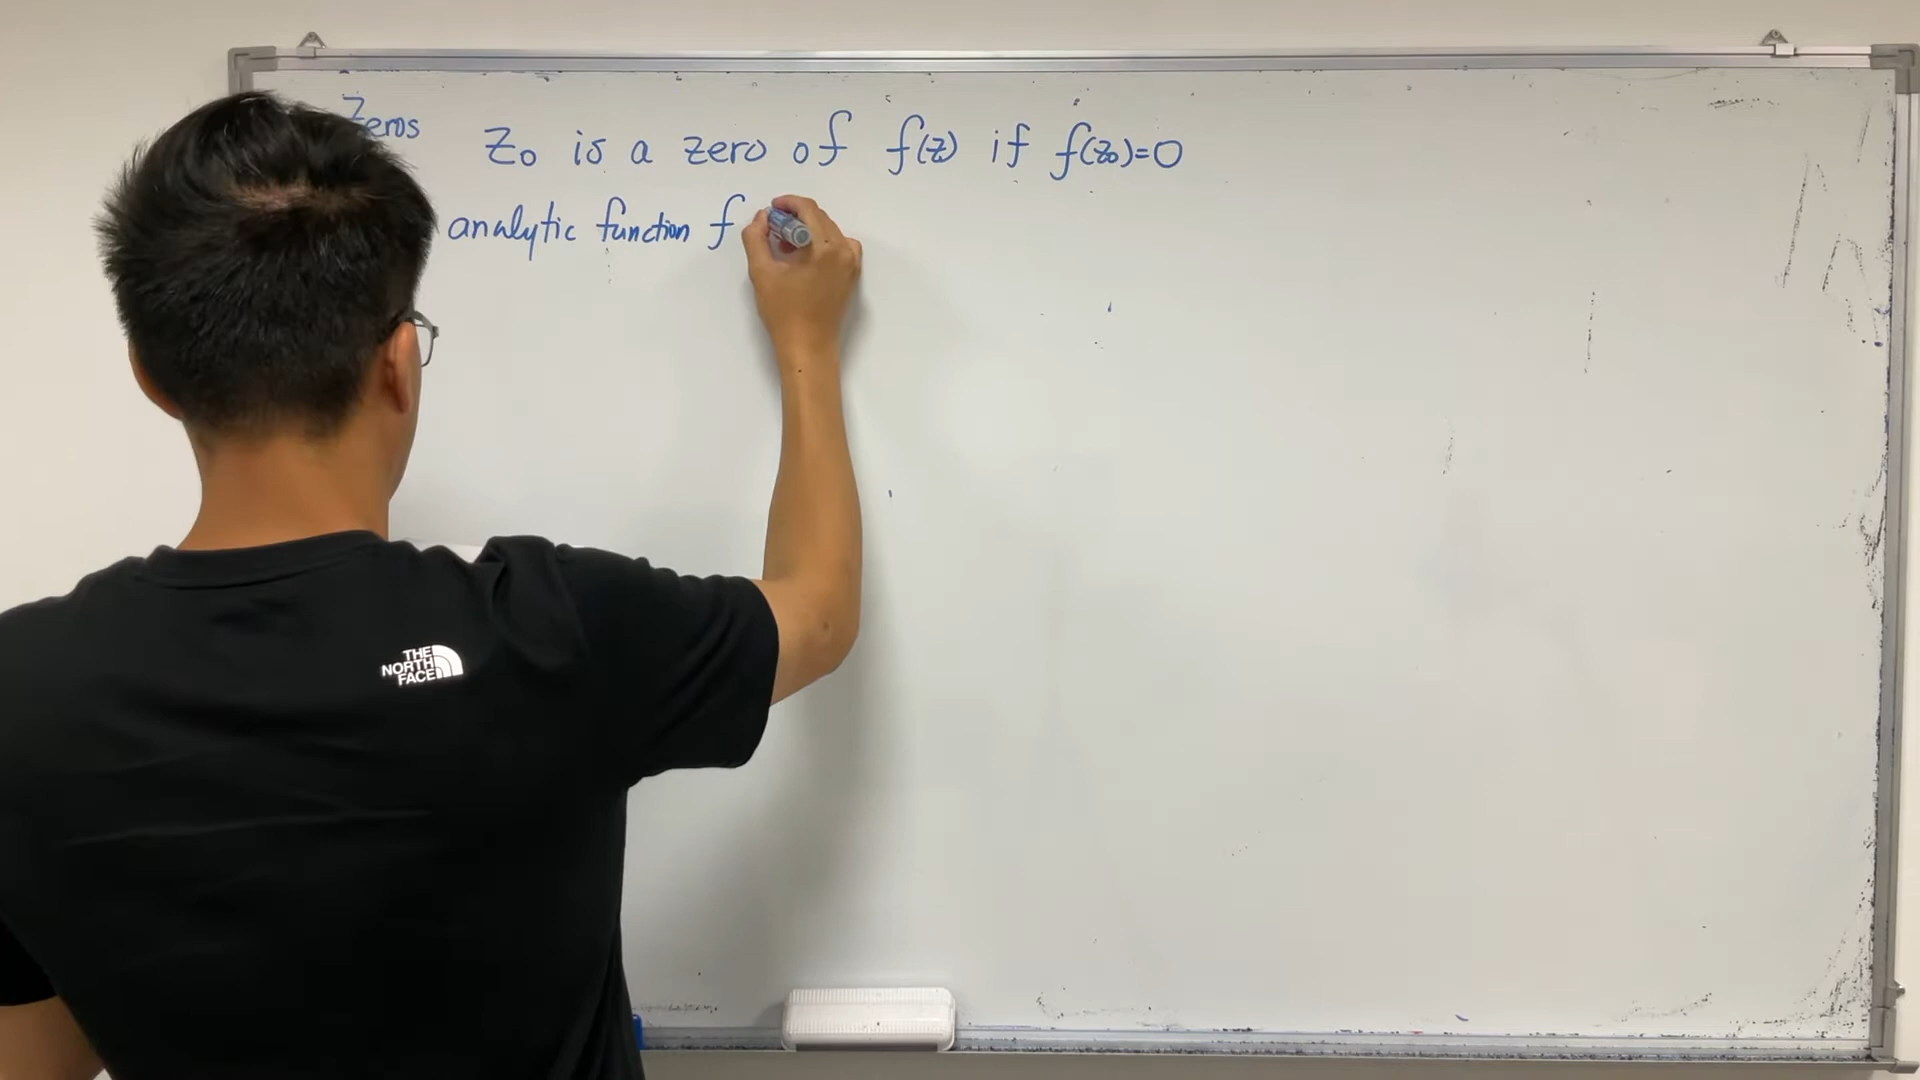 Zeros
Z₀ is a zero of f(z) if f(z₀)=0
analytic function f
THE
NORTH
FACE